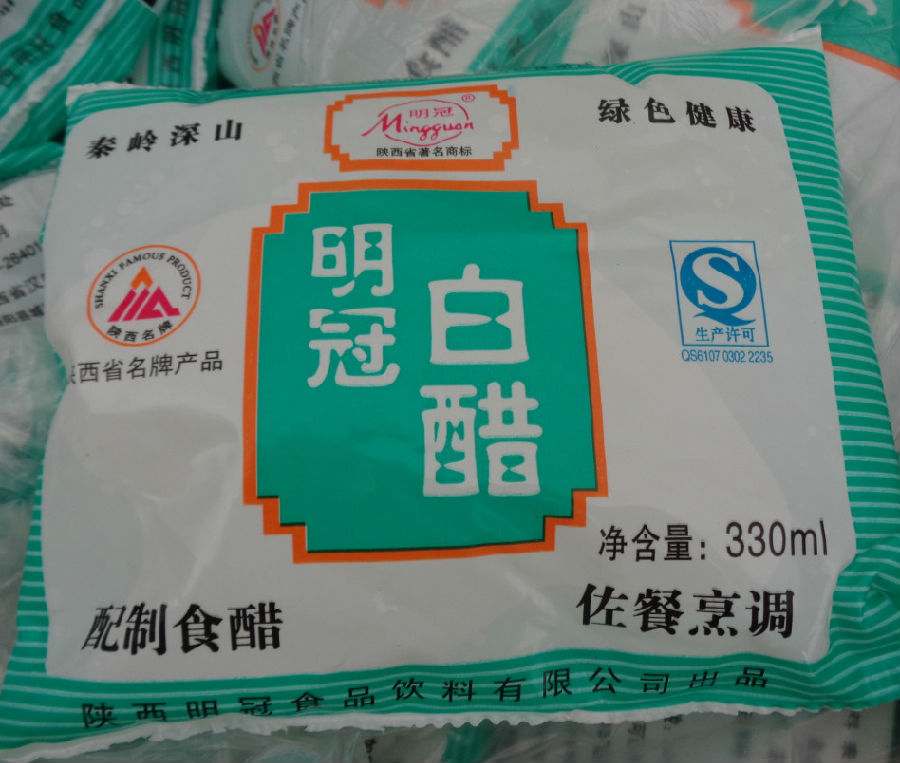 秦岭深山
明冠
Mingguan®
陕西省著名商标
绿色健康
SHANXI FAMOUS PRODUCT
陕西名牌
陕西省名牌产品
明冠
白醋
生产许可
QS6107 0302 2235
净含量：330ml
配制食醋
佐餐烹调
陕西明冠食品饮料有限公司出品